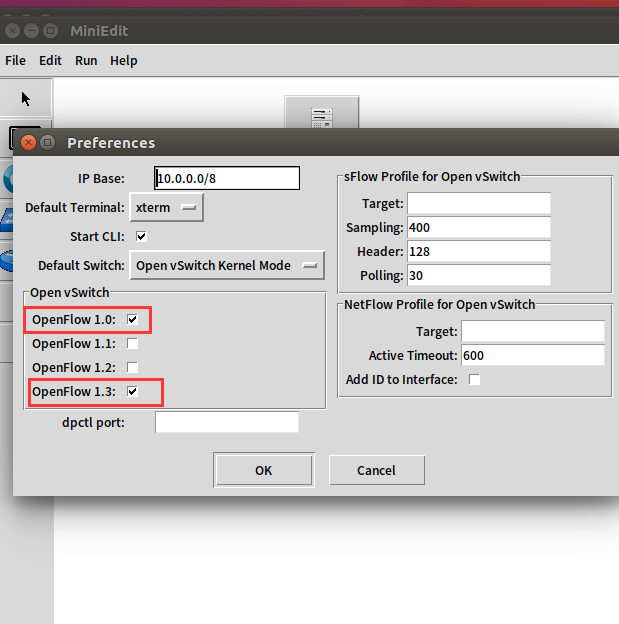 MiniEdit
File Edit Run Help
Preferences
IP Base: 10.0.0.0/8
Default Terminal: xterm
Start CLI:
Default Switch: Open vSwitch Kernel Mode
Open vSwitch
OpenFlow 1.0:
OpenFlow 1.1:
OpenFlow 1.2:
OpenFlow 1.3:
dpctl port:
sFlow Profile for Open vSwitch
Target:
Sampling: 400
Header: 128
Polling: 30
NetFlow Profile for Open vSwitch
Target:
Active Timeout: 600
Add ID to Interface:
OK Cancel